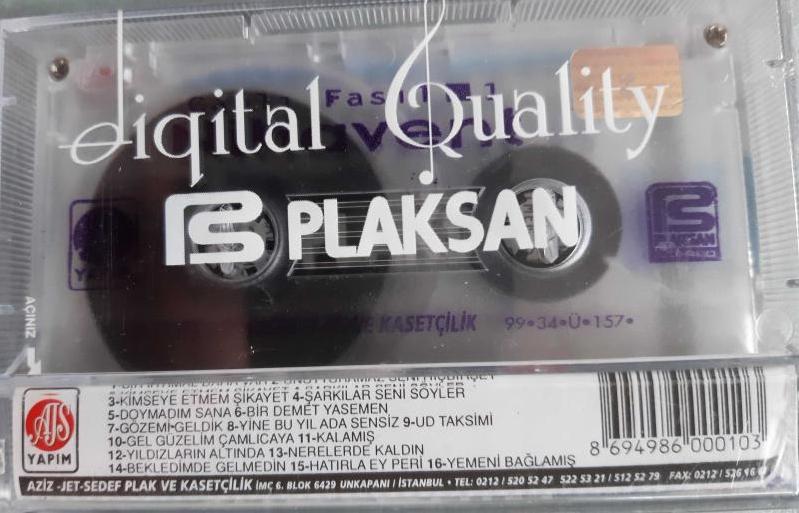 digital Quality
Fasıl 1
PLAKSAN
VE KASETÇİLİK 99•34•Ü•157•
AÇINIZ
AJS
YAPIM
3-KİMSEYE ETMEM ŞİKAYET 4-ŞARKILAR SENİ SÖYLER
5-DOYMADIM SANA 6-BİR DEMET YASEMEN
7-GÖZEMİ-GELDİK 8-YİNE BU YIL ADA SENSİZ 9-UD TAKSİMİ
10-GEL GÜZELİM ÇAMLICAYA 11-KALAMIŞ
12-YILDIZLARIN ALTINDA 13-NERELERDE KALDIN
14-BEKLEDİMDE GELMEDİN 15-HATIRLA EY PERİ 16-YEMENİ BAĞLAMIŞ
8 694986 000103
AZİZ -JET-SEDEF PLAK VE KASETÇİLİK İMÇ 6. BLOK 6429 UNKAPANI / İSTANBUL • TEL: 0212 / 520 52 47 522 53 21 / 512 52 79 FAX: 0212 / 526